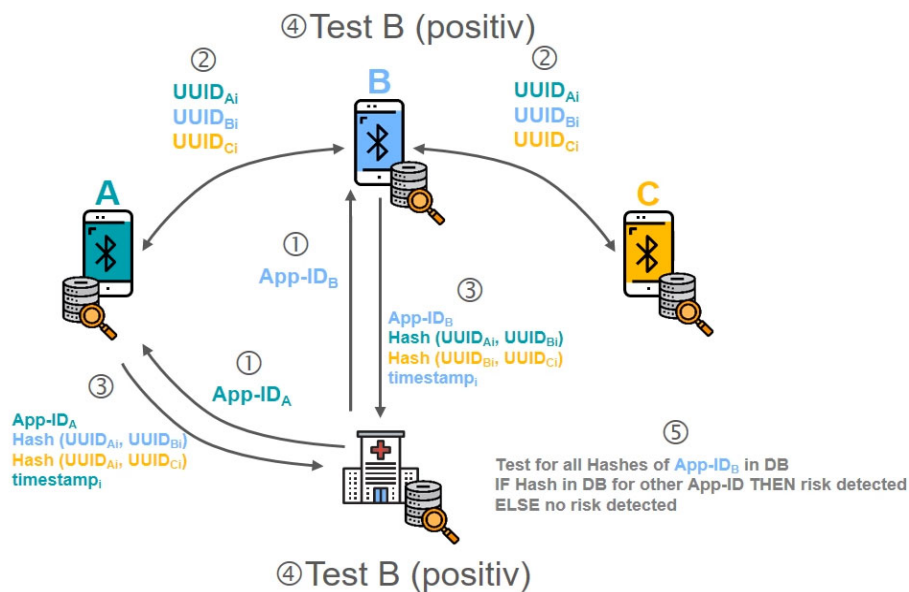 ④Test B (positiv)
②
UUIDAi
UUIDBi
UUIDCi
B
②
UUIDAi
UUIDBi
UUIDCi
A
C
①
App-IDB
③
App-IDB
Hash (UUIDAi, UUIDBi)
Hash (UUIDBi, UUIDCi)
timestampi
①
App-IDA
③
App-IDA
Hash (UUIDAi, UUIDBi)
Hash (UUIDAi, UUIDCi)
timestampi
⑤
Test for all Hashes of App-IDB in DB
IF Hash in DB for other App-ID THEN risk detected
ELSE no risk detected
④Test B (positiv)